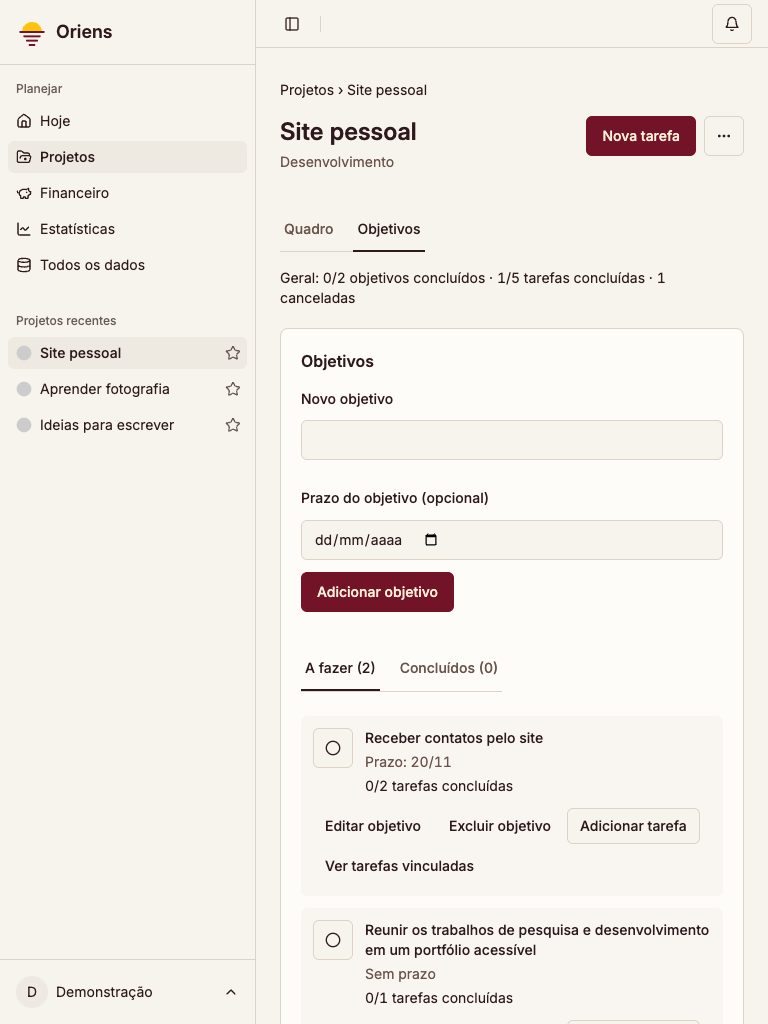 Oriens
Planejar
Hoje
Projetos
Financeiro
Estatísticas
Todos os dados
Projetos recentes
Site pessoal
Aprender fotografia
Ideias para escrever
D
Demonstração
Projetos › Site pessoal
Site pessoal
Desenvolvimento
Nova tarefa
Quadro
Objetivos
Geral: 0/2 objetivos concluídos · 1/5 tarefas concluídas · 1
canceladas
Objetivos
Novo objetivo
Prazo do objetivo (opcional)
dd/mm/aaaa
Adicionar objetivo
A fazer (2)
Concluídos (0)
Receber contatos pelo site
Prazo: 20/11
0/2 tarefas concluídas
Editar objetivo
Excluir objetivo
Adicionar tarefa
Ver tarefas vinculadas
Reunir os trabalhos de pesquisa e desenvolvimento
em um portfólio acessível
Sem prazo
0/1 tarefas concluídas